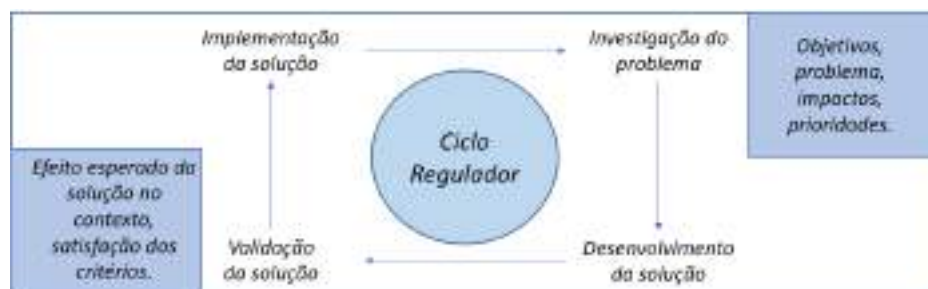 Implementação
da solução
Investigação do
problema
Objetivos,
problema,
impactos,
prioridades.
Ciclo
Regulador
Efeito esperado da
solução no
contexto,
satisfação dos
critérios.
Validação
da solução
Desenvolvimento
da solução